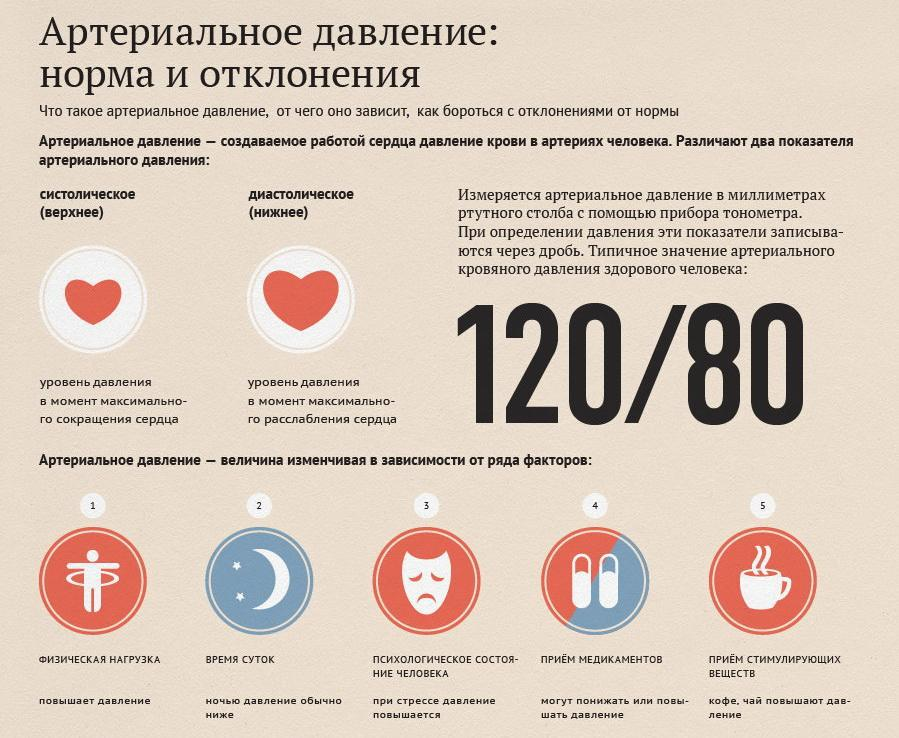 Артериальное давление:
норма и отклонения
Что такое артериальное давление, от чего оно зависит, как бороться с отклонениями от нормы
Артериальное давление — создаваемое работой сердца давление крови в артериях человека. Различают два показателя
артериального давления:
систолическое
(верхнее)
уровень давления
в момент максимально-
го сокращения сердца
диастолическое
(нижнее)
уровень давления
в момент максимально-
го расслабления сердца
Измеряется артериальное давление в миллиметрах
ртутного столба с помощью прибора тонометра.
При определении давления эти показатели записыва-
ются через дробь. Типичное значение артериального
кровяного давления здорового человека:
120/80
Артериальное давление — величина изменчивая в зависимости от ряда факторов:
1
ФИЗИЧЕСКАЯ НАГРУЗКА
повышает давление
2
ВРЕМЯ СУТОК
ночью давление обычно
ниже
3
ПСИХОЛОГИЧЕСКОЕ СОСТОЯ-
НИЕ ЧЕЛОВЕКА
при стрессе давление
повышается
4
ПРИЁМ МЕДИКАМЕНТОВ
могут понижать или повы-
шать давление
5
ПРИЁМ СТИМУЛИРУЮЩИХ
ВЕЩЕСТВ
кофе, чай повышают дав-
ление